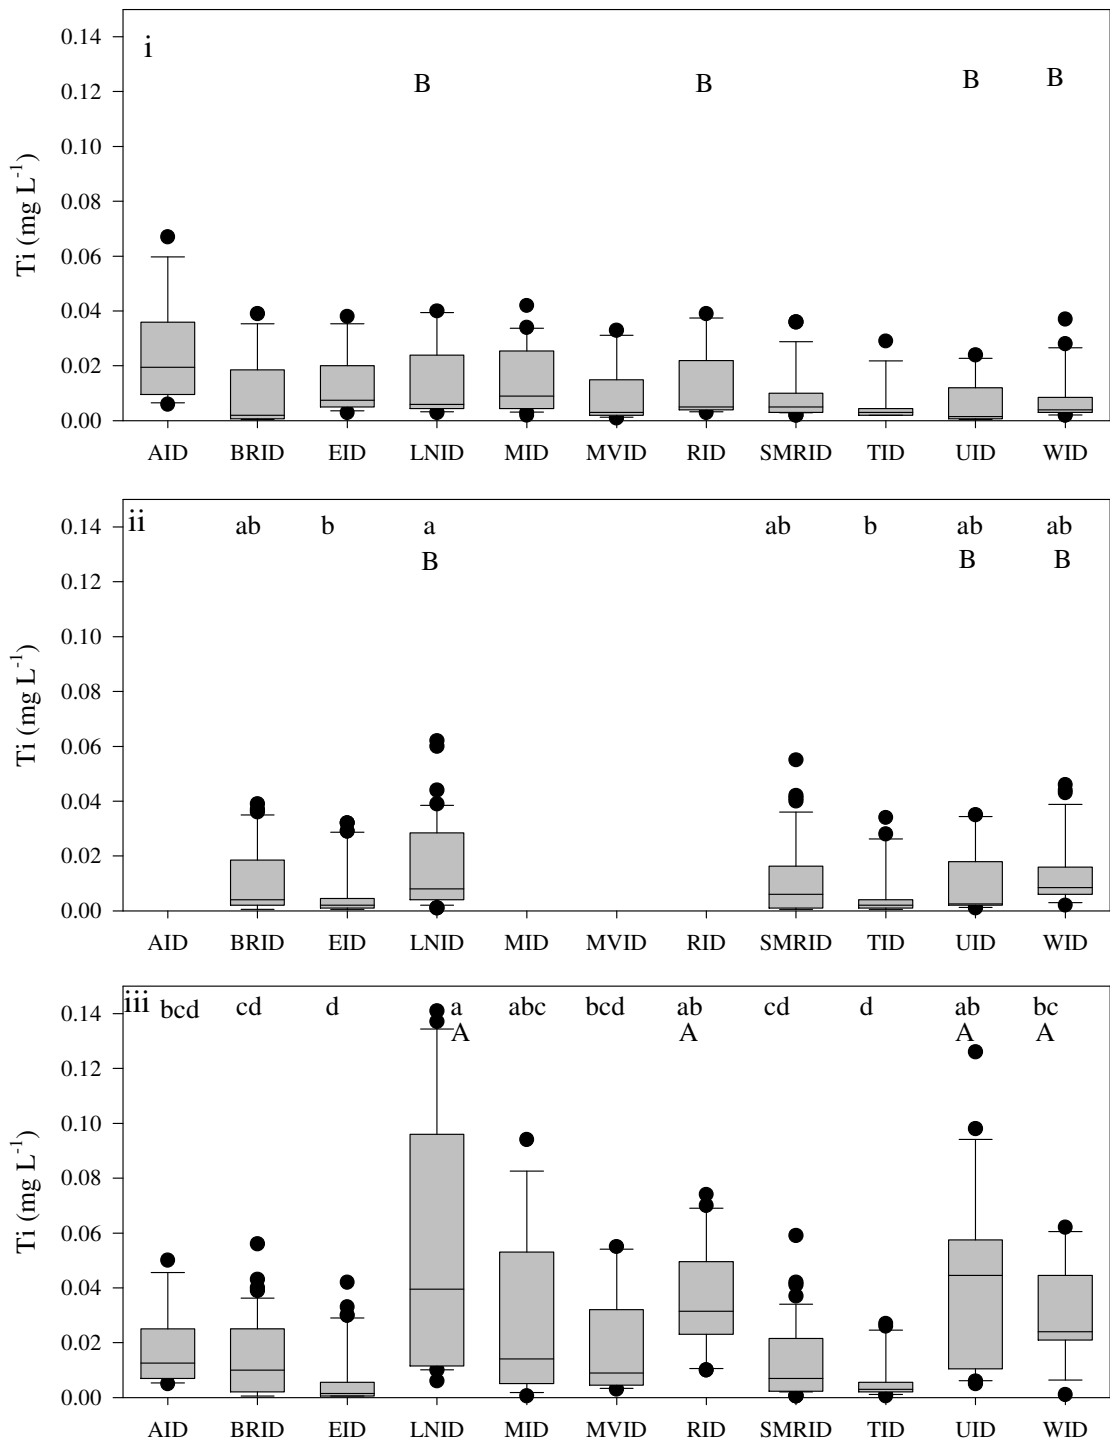 0.14
i
B B B B
0.12
0.10
0.08
Ti (mg L⁻¹)
0.06
0.04
0.02
0.00
AID BRID EID LNID MID MVID RID SMRID TID UID WID
ii
0.14
ab b a ab b ab ab
B B B
0.12
0.10
0.08
Ti (mg L⁻¹)
0.06
0.04
0.02
0.00
AID BRID EID LNID MID MVID RID SMRID TID UID WID
iii
bcd cd d a abc bcd ab cd d ab bc
0.14
A A A A
0.12
0.10
0.08
Ti (mg L⁻¹)
0.06
0.04
0.02
0.00
AID BRID EID LNID MID MVID RID SMRID TID UID WID